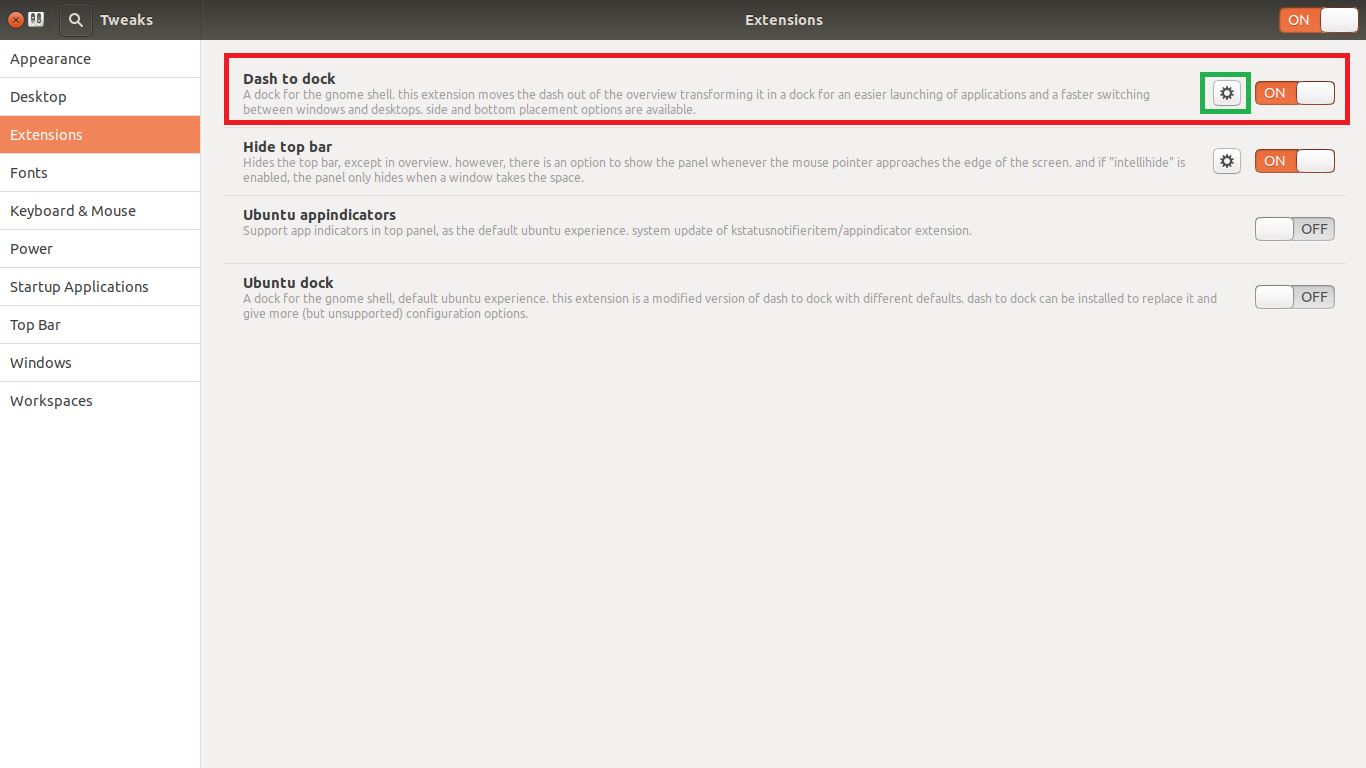 Tweaks
Extensions
ON
Appearance
Desktop
Extensions
Fonts
Keyboard & Mouse
Power
Startup Applications
Top Bar
Windows
Workspaces
Dash to dock
A dock for the gnome shell. this extension moves the dash out of the overview transforming it in a dock for an easier launching of applications and a faster switching
between windows and desktops. side and bottom placement options are available.
ON
Hide top bar
Hides the top bar, except in overview. however, there is an option to show the panel whenever the mouse pointer approaches the edge of the screen. and if "intellihide" is
enabled, the panel only hides when a window takes the space.
ON
Ubuntu appindicators
Support app indicators in top panel, as the default ubuntu experience. system update of kstatusnotifieritem/appindicator extension.
OFF
Ubuntu dock
A dock for the gnome shell, default ubuntu experience. this extension is a modified version of dash to dock with different defaults. dash to dock can be installed to replace it and
give more (but unsupported) configuration options.
OFF